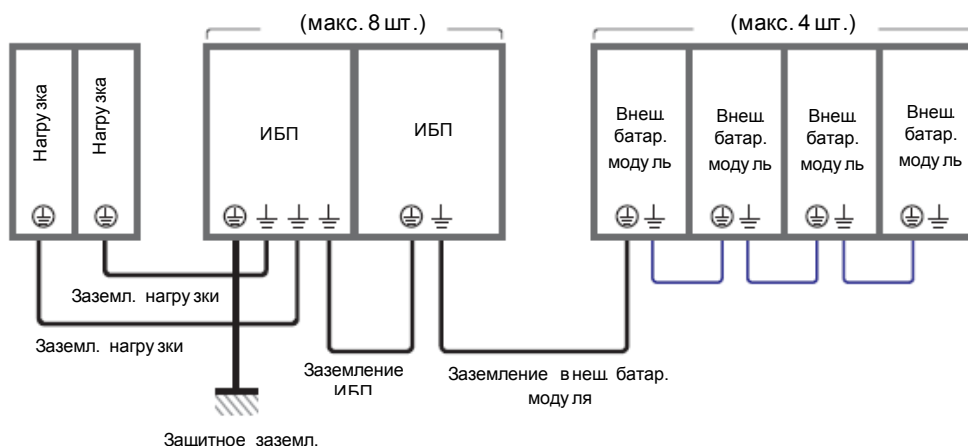 (макс. 8 шт.)
(макс. 4 шт.)
Нагрузка
Нагрузка
ИБП
ИБП
Внеш.
батар.
модуль
Внеш.
батар.
модуль
Внеш.
батар.
модуль
Внеш.
батар.
модуль
Заземл. нагрузки
Заземл. нагрузки
Заземление
ИБП
Заземление внеш. батар.
модуля
Защитное заземл.